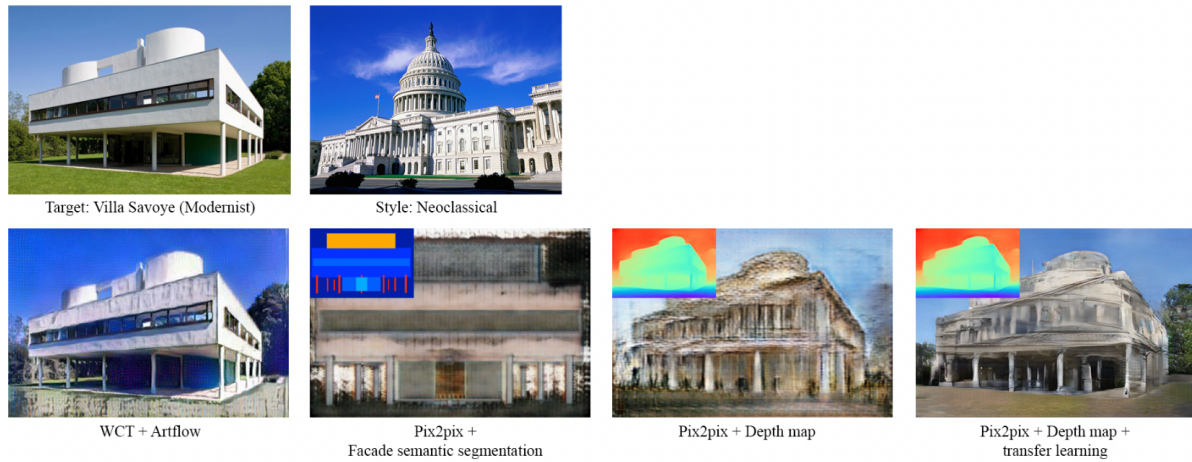 Target: Villa Savoye (Modernist)
Style: Neoclassical
WCT + Artflow
Pix2pix +
Facade semantic segmentation
Pix2pix + Depth map
Pix2pix + Depth map +
transfer learning